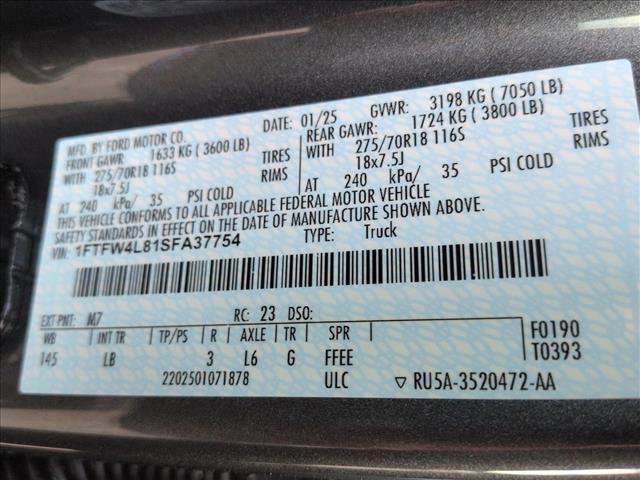 MFD. BY FORD MOTOR CO.
DATE: 01/25 GVWR: 3198 KG ( 7050 LB)
FRONT GAWR: 1633 KG ( 3600 LB)
REAR GAWR: 1724 KG ( 3800 LB)
WITH 275/70R18 116S TIRES
WITH 275/70R18 116S TIRES
18x7.5J RIMS
18x7.5J RIMS
AT 240 kPa/ 35 PSI COLD
AT 240 kPa/ 35 PSI COLD
THIS VEHICLE CONFORMS TO ALL APPLICABLE FEDERAL MOTOR VEHICLE
SAFETY STANDARDS IN EFFECT ON THE DATE OF MANUFACTURE SHOWN ABOVE.
VIN: 1FTFW4L81SFA37754
TYPE: Truck
EXT PNT: M7 RC: 23 DSO:
WB INT TR TP/PS R AXLE TR SPR
145 LB 3 L6 G FFEE
F0190
T0393
2202501071878 ULC ▽ RU5A-3520472-AA